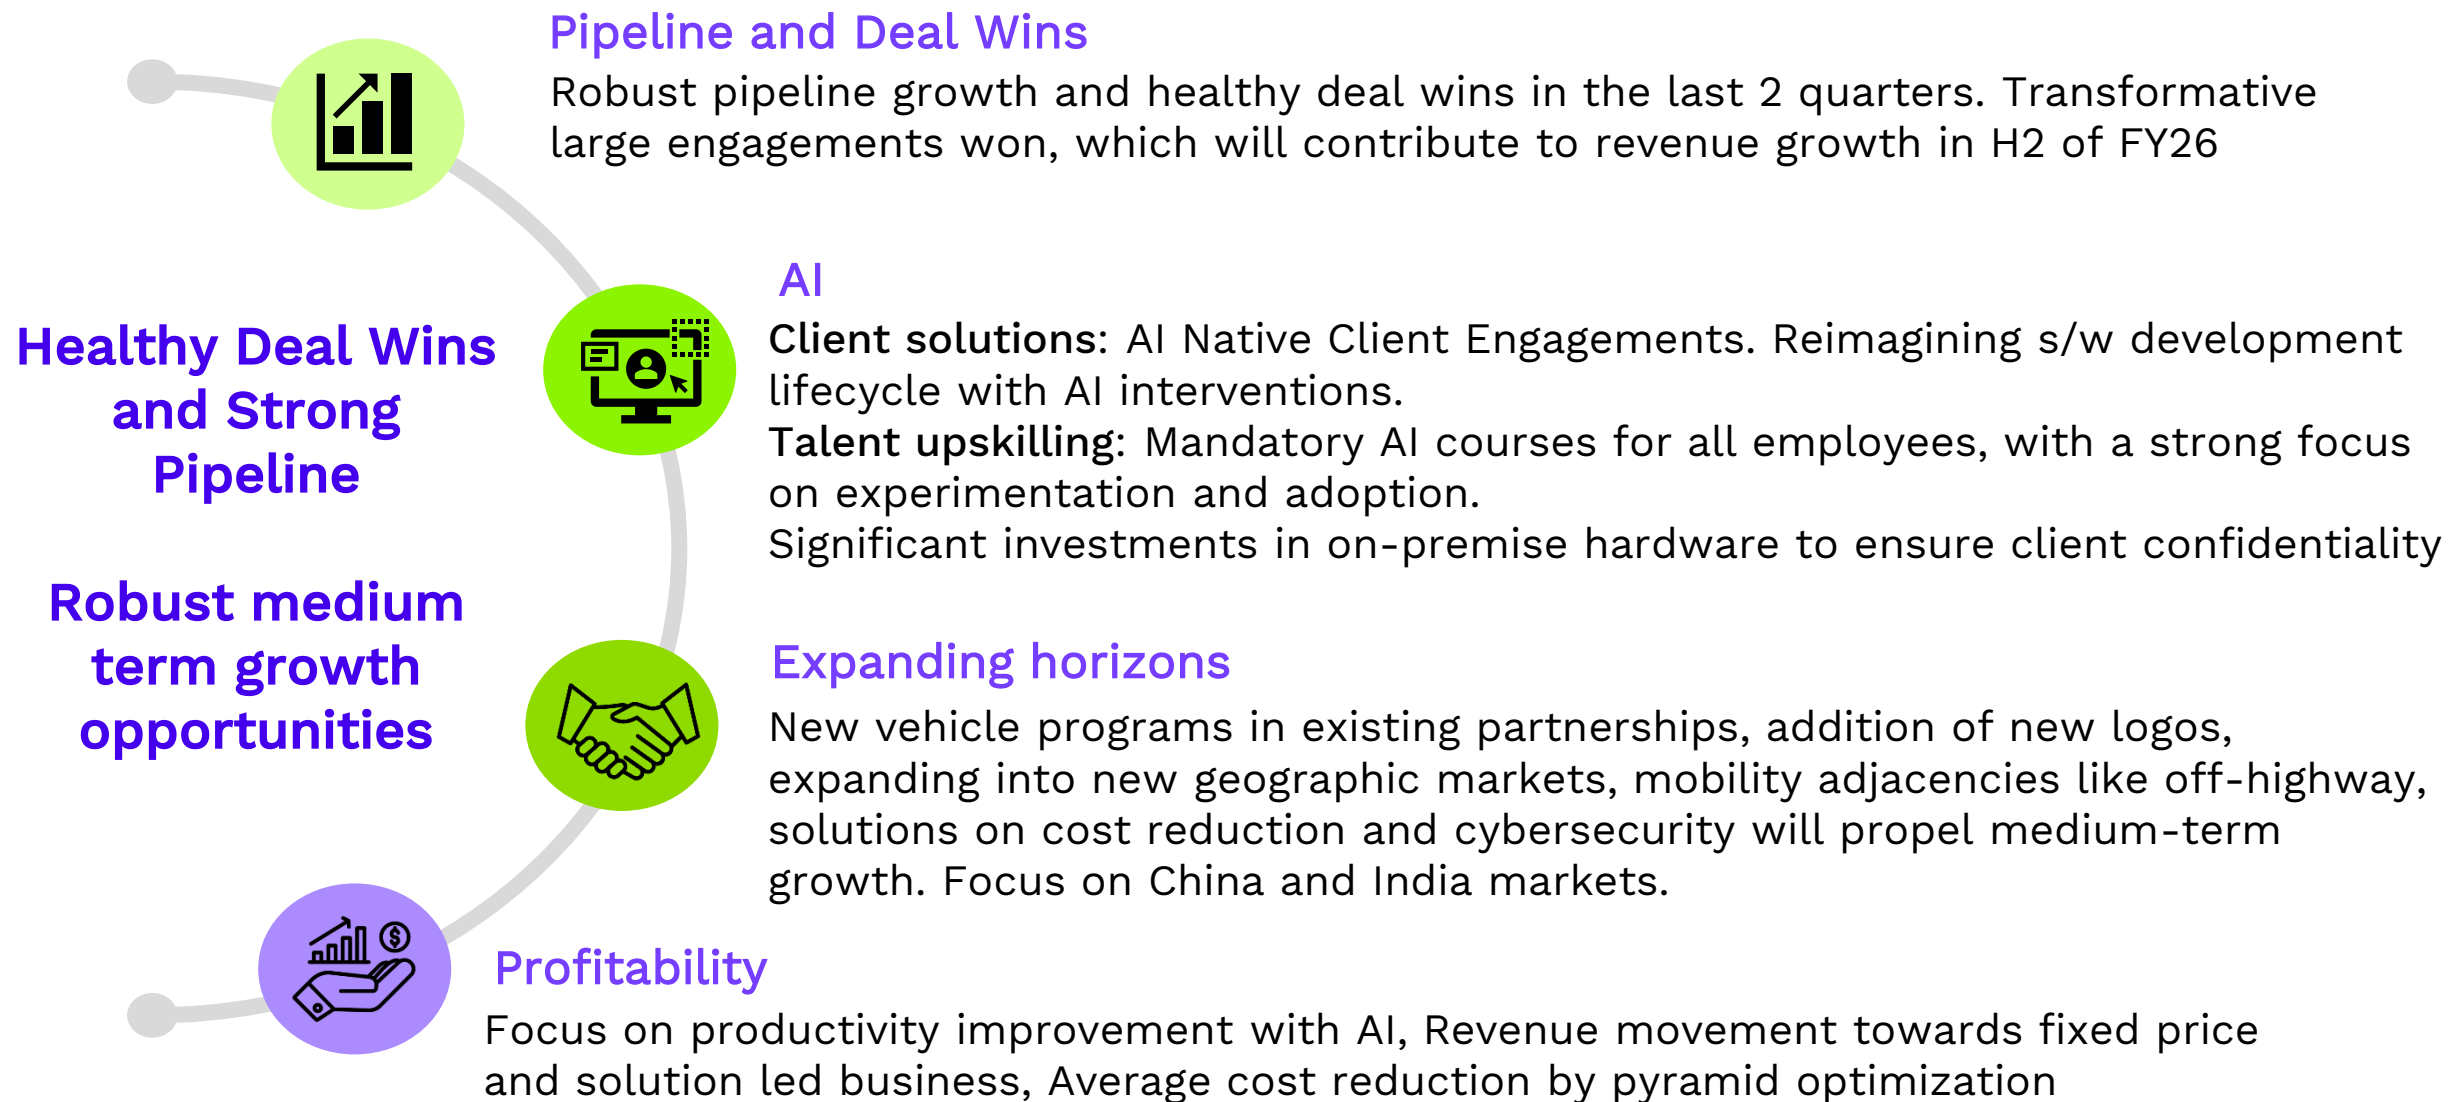 Pipeline and Deal Wins
Robust pipeline growth and healthy deal wins in the last 2 quarters. Transformative
large engagements won, which will contribute to revenue growth in H2 of FY26
Healthy Deal Wins
and Strong
Pipeline
Robust medium
term growth
opportunities
AI
Client solutions: AI Native Client Engagements. Reimagining s/w development
lifecycle with AI interventions.
Talent upskilling: Mandatory AI courses for all employees, with a strong focus
on experimentation and adoption.
Significant investments in on-premise hardware to ensure client confidentiality
Expanding horizons
New vehicle programs in existing partnerships, addition of new logos,
expanding into new geographic markets, mobility adjacencies like off-highway,
solutions on cost reduction and cybersecurity will propel medium-term
growth. Focus on China and India markets.
Profitability
Focus on productivity improvement with AI, Revenue movement towards fixed price
and solution led business, Average cost reduction by pyramid optimization